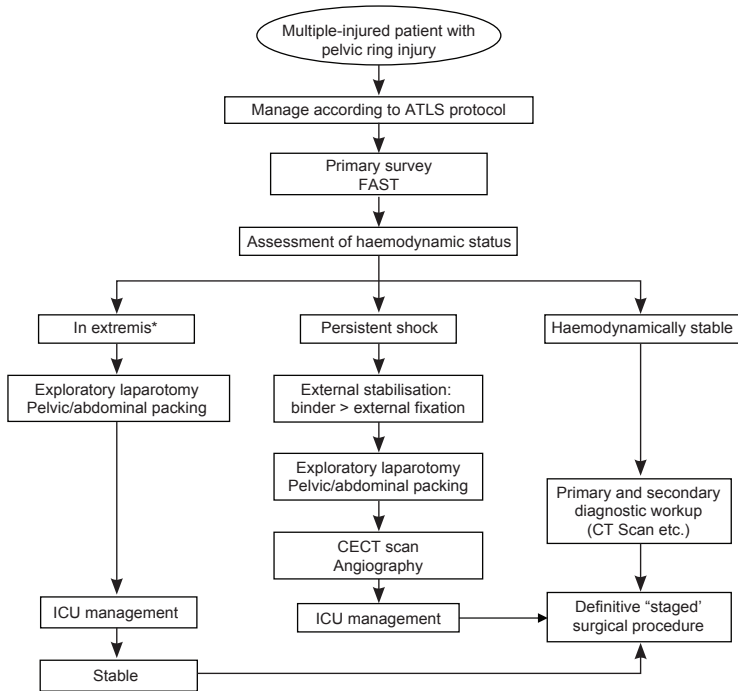 Multiple-injured patient with
pelvic ring injury
Manage according to ATLS protocol
Primary survey
FAST
Assessment of haemodynamic status
In extremis*
Persistent shock
Haemodynamically stable
Exploratory laparotomy
Pelvic/abdominal packing
External stabilisation:
binder > external fixation
Exploratory laparotomy
Pelvic/abdominal packing
Primary and secondary
diagnostic workup
(CT Scan etc.)
CECT scan
Angiography
ICU management
ICU management
Definitive “staged’
surgical procedure
Stable